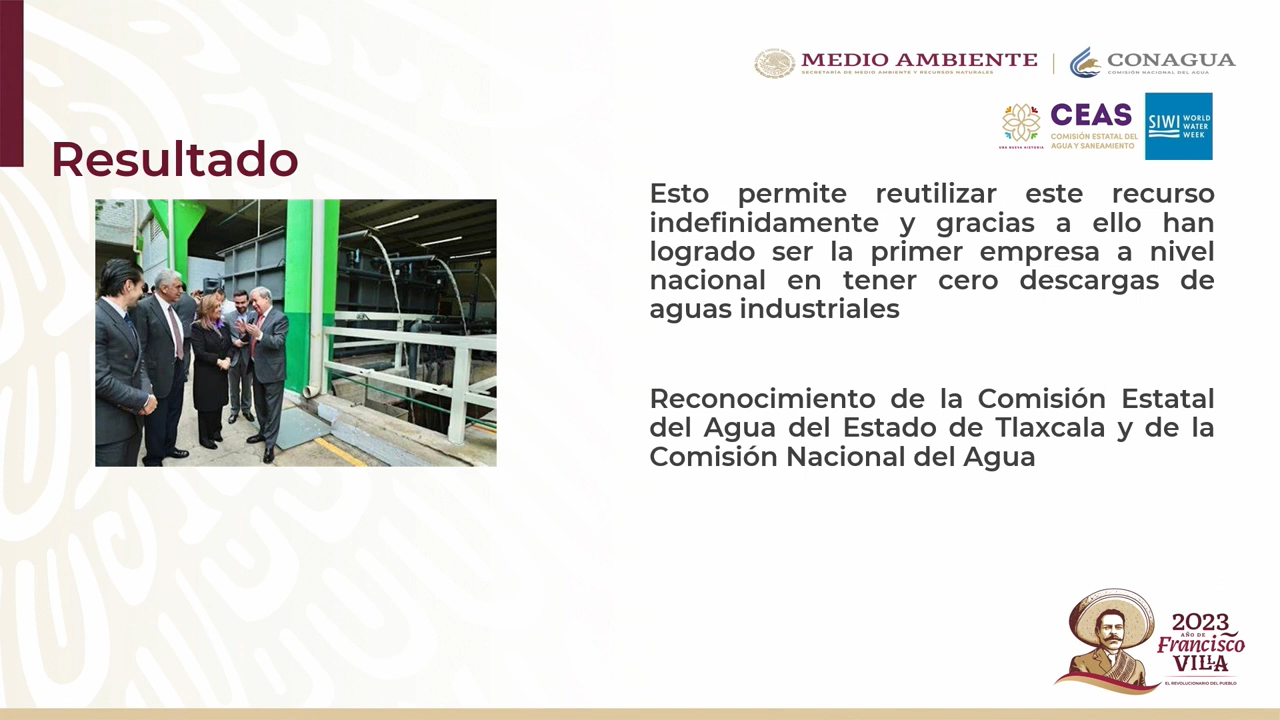 MEDIO AMBIENTE
SECRETARÍA DE MEDIO AMBIENTE Y RECURSOS NATURALES
CONAGUA
COMISIÓN NACIONAL DEL AGUA
UNA NUEVA HISTORIA
CEAS
COMISIÓN ESTATAL DEL
AGUA Y SANEAMIENTO
SIWI
WORLD
WATER
WEEK
Resultado
Esto permite reutilizar este recurso
indefinidamente y gracias a ello han
logrado ser la primer empresa a nivel
nacional en tener cero descargas de
aguas industriales
Reconocimiento de la Comisión Estatal
del Agua del Estado de Tlaxcala y de la
Comisión Nacional del Agua
2023
AÑO DE
Francisco
VILLA
EL REVOLUCIONARIO DEL PUEBLO